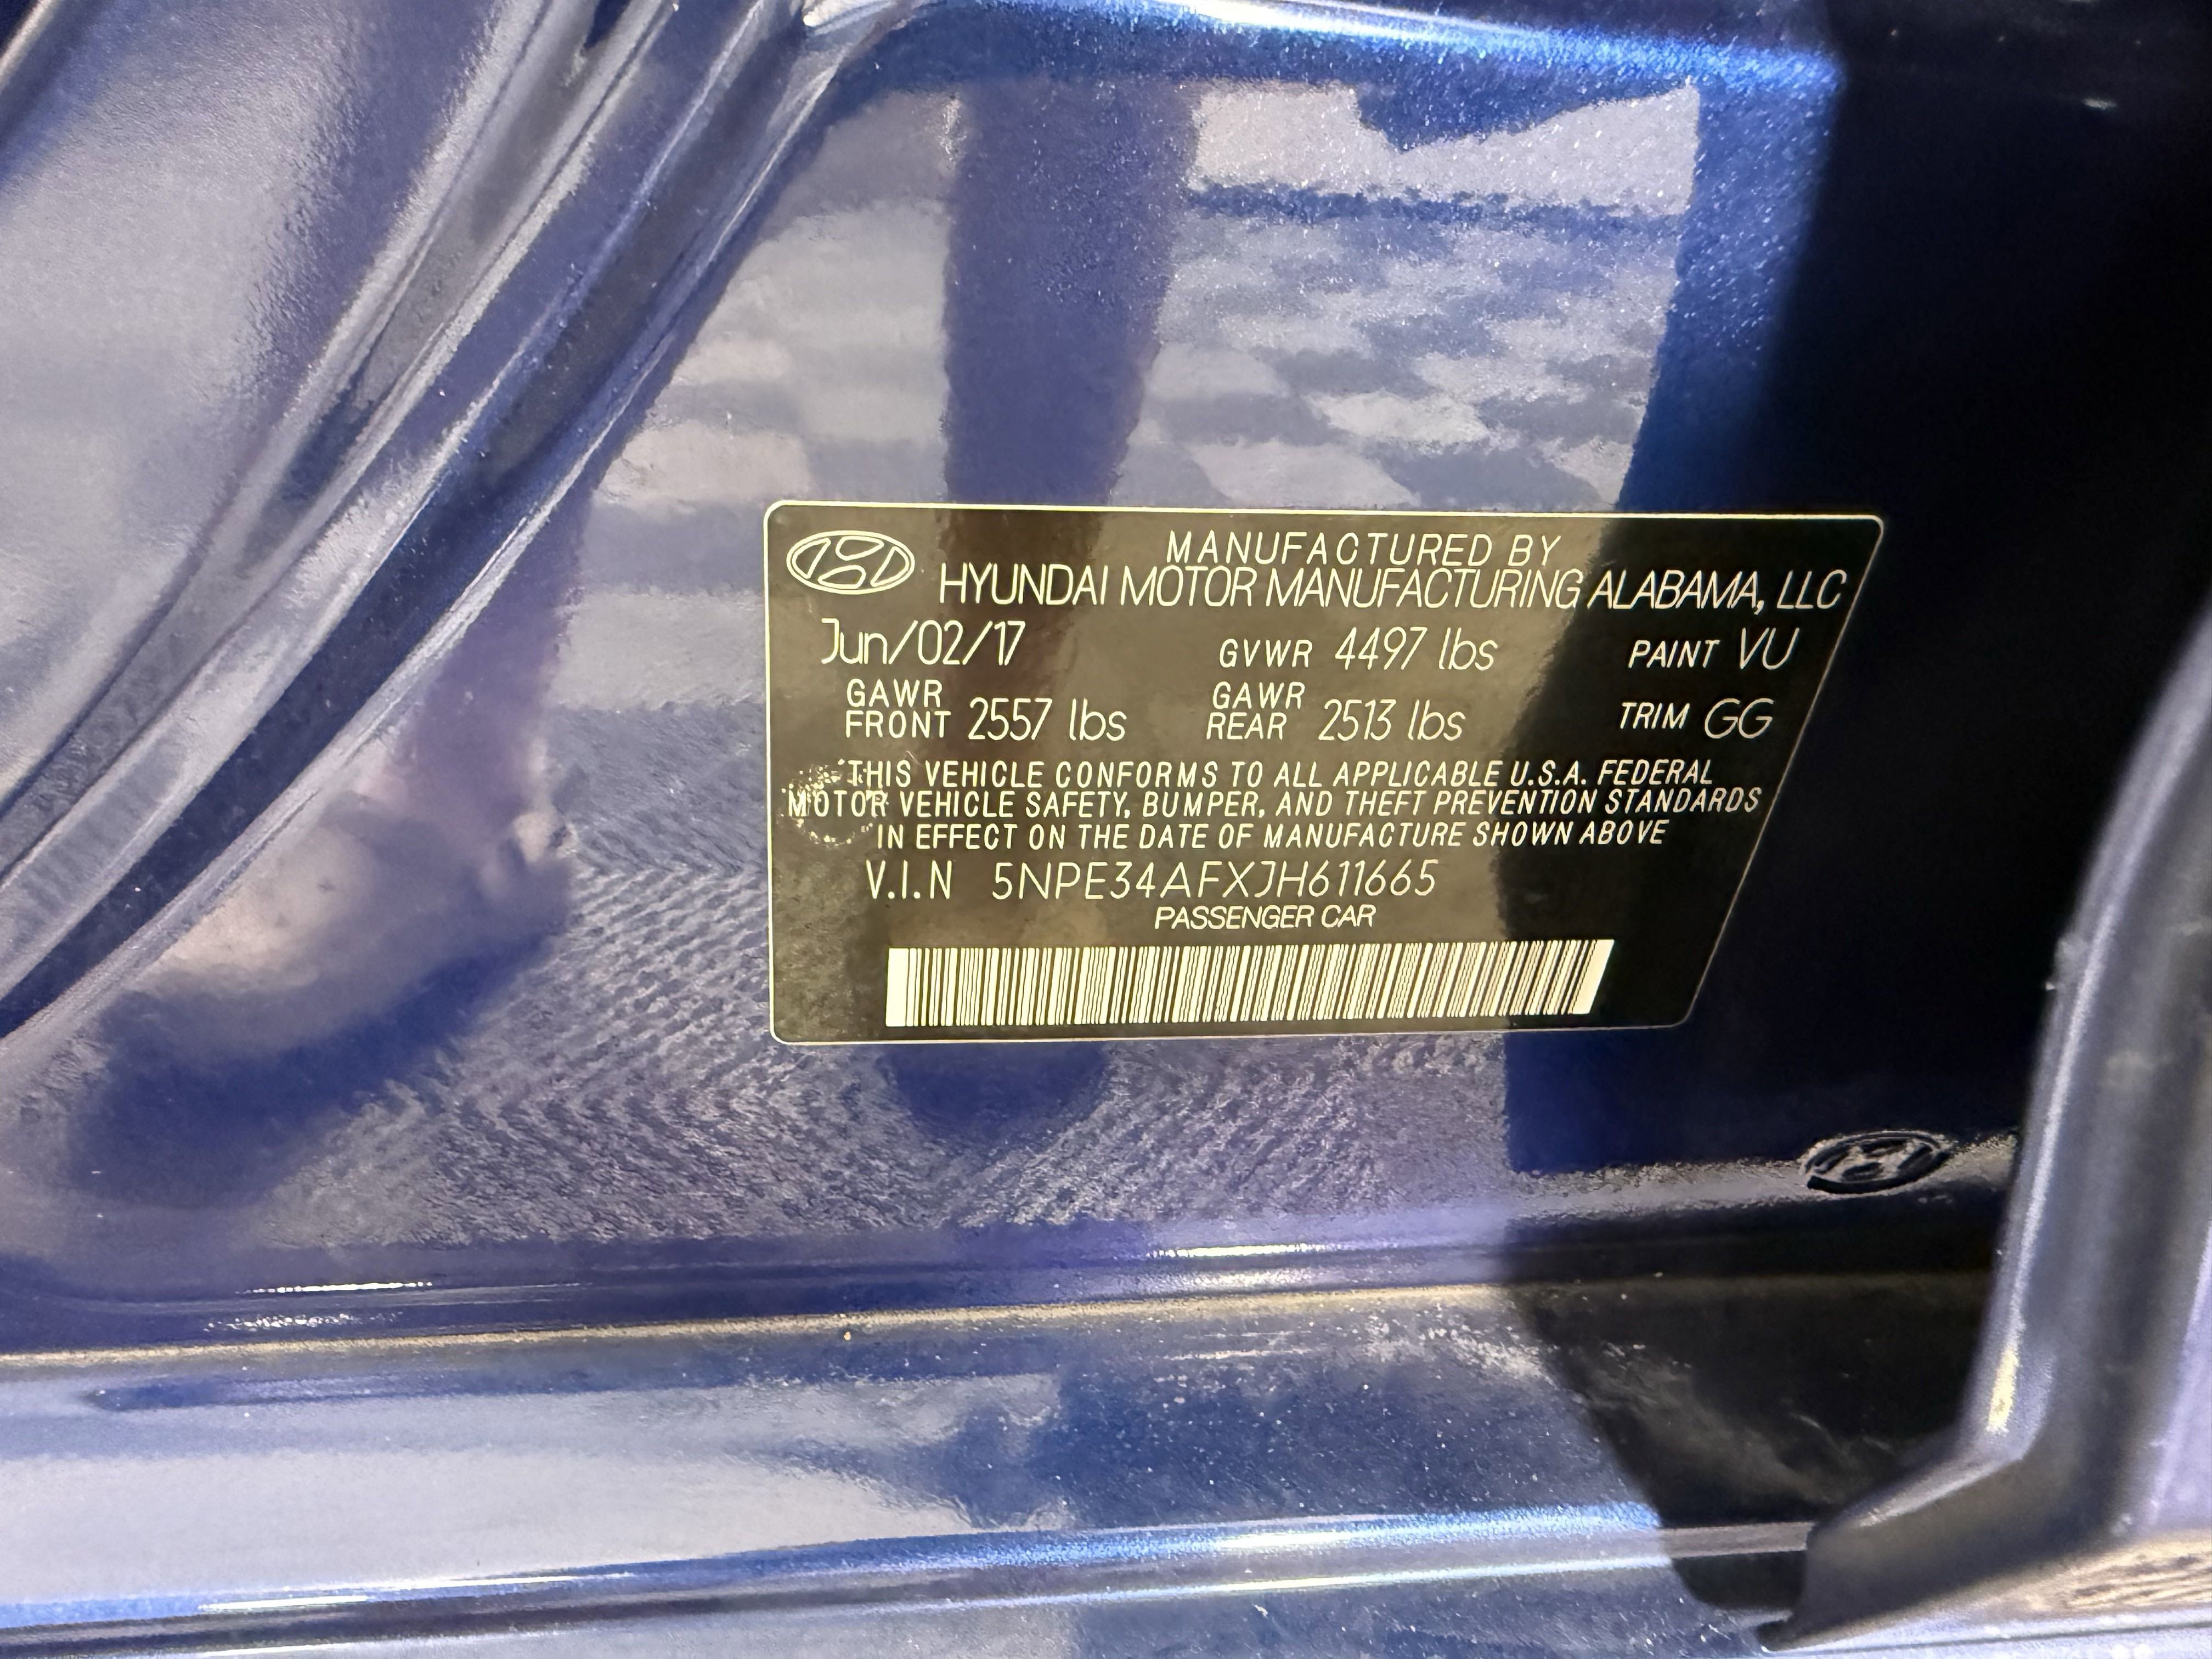 MANUFACTURED BY
HYUNDAI MOTOR MANUFACTURING ALABAMA, LLC
Jun/02/17 GVWR 4497 lbs PAINT VU
GAWR FRONT 2557 lbs GAWR REAR 2513 lbs TRIM GG
THIS VEHICLE CONFORMS TO ALL APPLICABLE U.S.A. FEDERAL
MOTOR VEHICLE SAFETY, BUMPER, AND THEFT PREVENTION STANDARDS
IN EFFECT ON THE DATE OF MANUFACTURE SHOWN ABOVE
V.I.N 5NPE34AFXJH611665
PASSENGER CAR